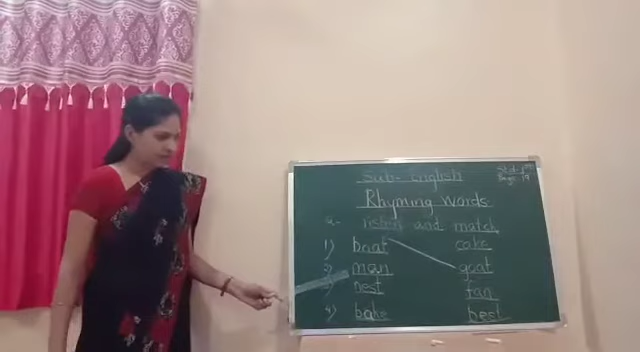 Sub- English
Rhyming Words
Q. listen and match
1) boat cake
2) man goat
3) nest fan
4) bake best